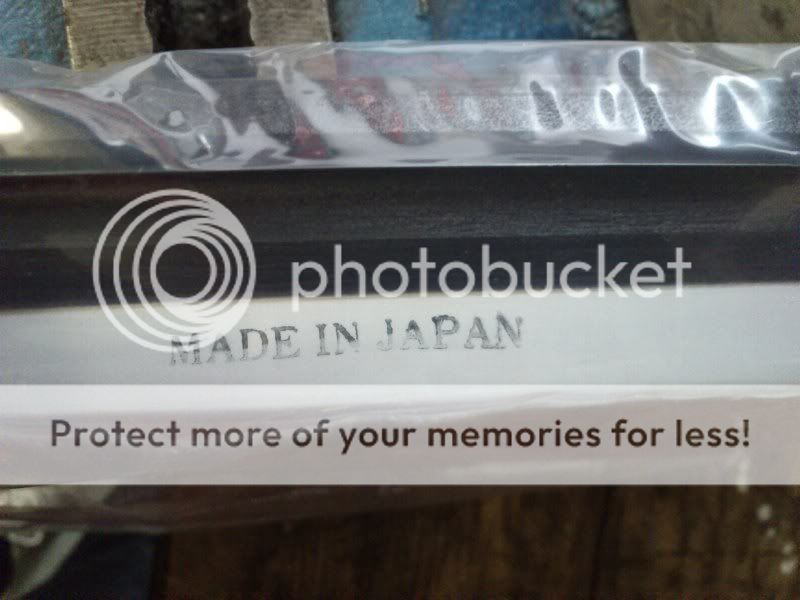 photobucket
MADE IN JAPAN
Protect more of your memories for less!